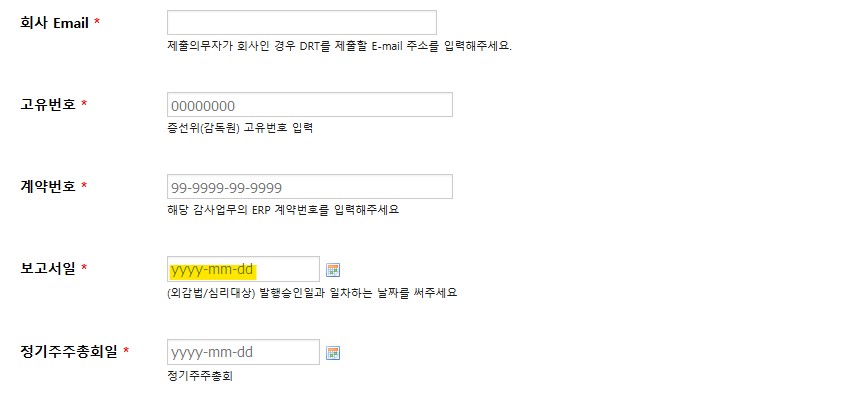 회사 Email *
제출의무자가 회사인 경우 DRT를 제출할 E-mail 주소를 입력해주세요.
고유번호 *
00000000
증선위(감독원) 고유번호 입력
계약번호 *
99-9999-99-9999
해당 감사업무의 ERP 계약번호를 입력해주세요
보고서일 *
yyyy-mm-dd
(외감법/심리대상) 발행승인일과 일차하는 날짜를 써주세요
정기주주총회일 *
yyyy-mm-dd
정기주주총회